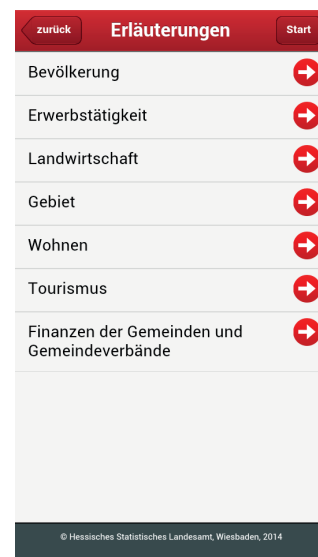 zurück Erläuterungen Start
Bevölkerung
Erwerbstätigkeit
Landwirtschaft
Gebiet
Wohnen
Tourismus
Finanzen der Gemeinden und
Gemeindeverbände
© Hessisches Statistisches Landesamt, Wiesbaden, 2014